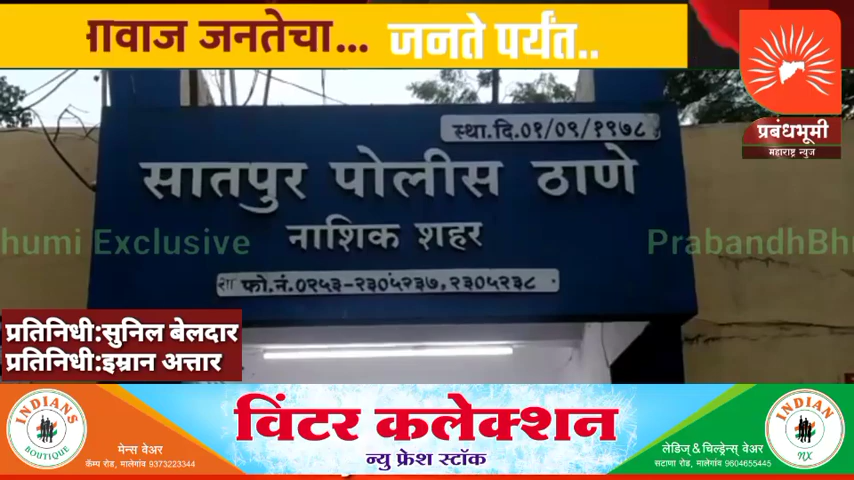 आवाज जनतेचा... जनते पर्यंत..
प्रबंधभूमी
महाराष्ट्र न्युज
स्था.दि.०१/०९/१९७८
सातपुर पोलीस ठाणे
नाशिक शहर
humi Exclusive
PrabandhBh
फो.नं.०२५३-२३०५२३७,२३०५२३८
प्रतिनिधी:सुनिल बेलदार
प्रतिनिधी:इम्रान अत्तार
INDIANS
BOUTIQUE
मेन्स वेअर
कॅम्प रोड, मालेगांव 9373223344
विंटर कलेक्शन
न्यु फ्रेश स्टॉक
लेडिज् & चिल्ड्रेन्स् वेअर
सटाणा रोड, मालेगांव 9604655445
INDIAN
NX